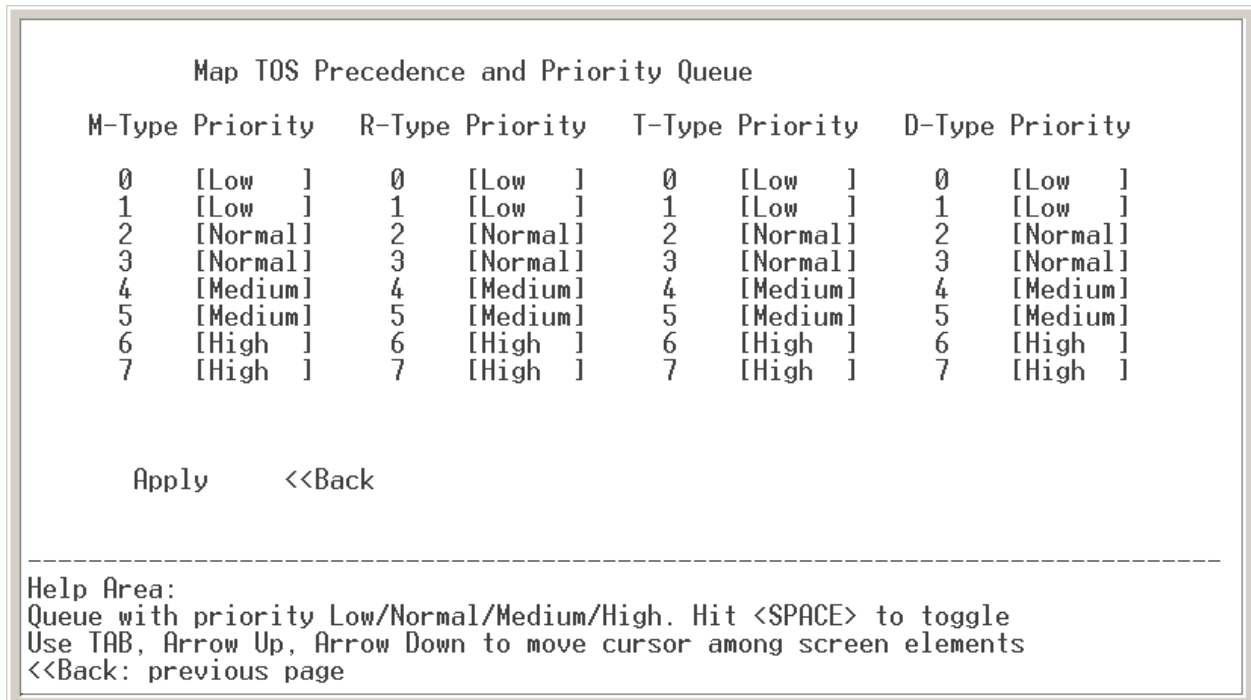 Map TOS Precedence and Priority Queue
M-Type Priority   R-Type Priority   T-Type Priority   D-Type Priority
0    [Low   ]     0    [Low   ]     0    [Low   ]     0    [Low   ]
1    [Low   ]     1    [Low   ]     1    [Low   ]     1    [Low   ]
2    [Normal]     2    [Normal]     2    [Normal]     2    [Normal]
3    [Normal]     3    [Normal]     3    [Normal]     3    [Normal]
4    [Medium]     4    [Medium]     4    [Medium]     4    [Medium]
5    [Medium]     5    [Medium]     5    [Medium]     5    [Medium]
6    [High  ]     6    [High  ]     6    [High  ]     6    [High  ]
7    [High  ]     7    [High  ]     7    [High  ]     7    [High  ]
Apply     <<Back
--------------------------------------------------------------------------------
Help Area:
Queue with priority Low/Normal/Medium/High. Hit <SPACE> to toggle
Use TAB, Arrow Up, Arrow Down to move cursor among screen elements
<<Back: previous page